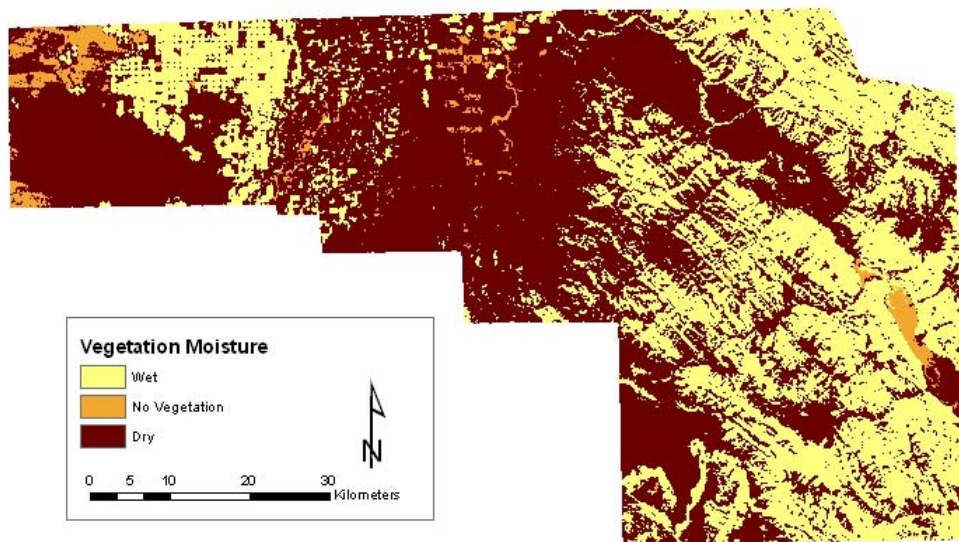 Vegetation Moisture
Wet
No Vegetation
Dry
N
0 5 10 20 30
Kilometers